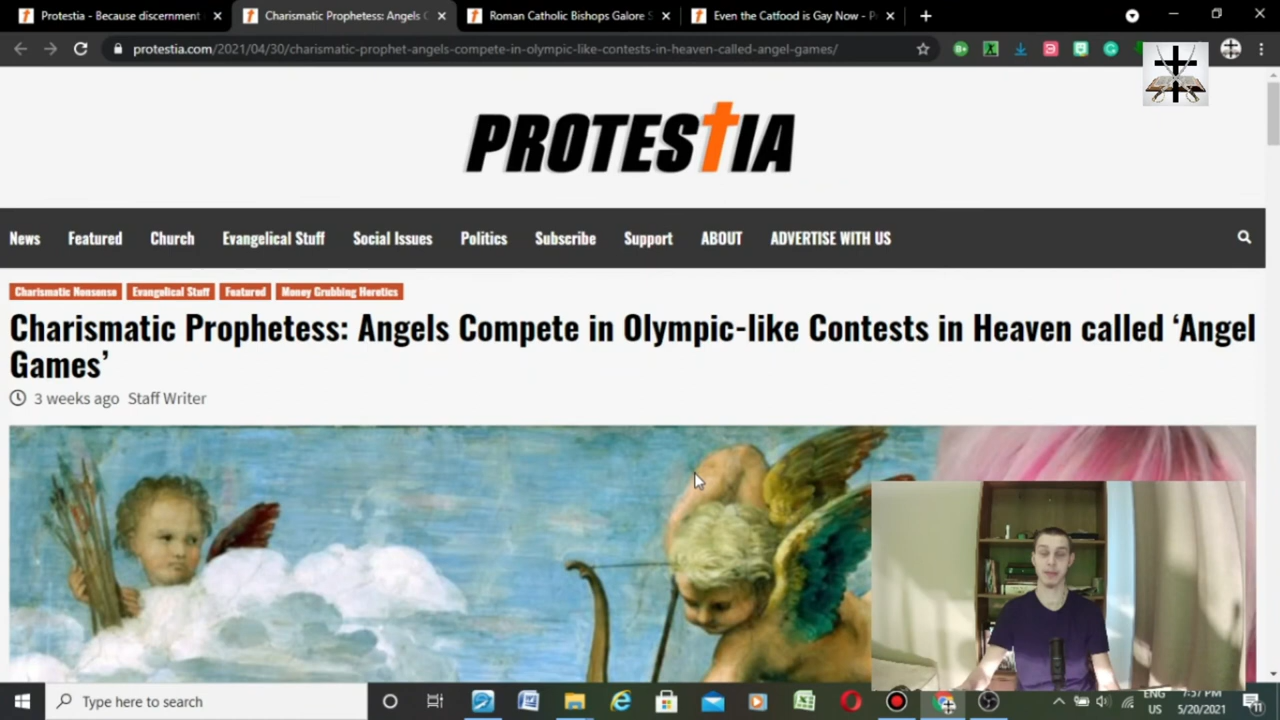 Protestia - Because discernment
Charismatic Prophetess: Angels C
Roman Catholic Bishops Galore S
Even the Catfood is Gay Now - P
protestia.com/2021/04/30/charismatic-prophet-angels-compete-in-olympic-like-contests-in-heaven-called-angel-games/
PROTESTIA
News Featured Church Evangelical Stuff Social Issues Politics Subscribe Support ABOUT ADVERTISE WITH US
Charismatic Nonsense Evangelical Stuff Featured Money Grubbing Heretics
Charismatic Prophetess: Angels Compete in Olympic-like Contests in Heaven called ‘Angel
Games’
3 weeks ago Staff Writer
Type here to search
ENG
7:37 PM
US
5/20/2021